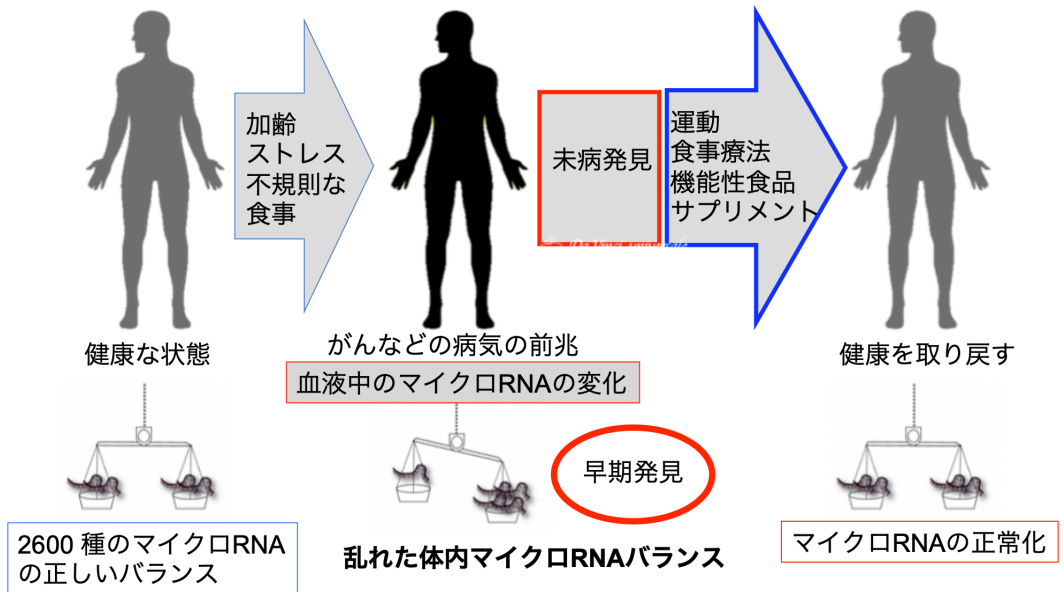 加齢
ストレス
不規則な
食事
未病発見
運動
食事療法
機能性食品
サプリメント
健康な状態
がんなどの病気の前兆
健康を取り戻す
血液中のマイクロRNAの変化
早期発見
2600 種のマイクロRNA
の正しいバランス
乱れた体内マイクロRNAバランス
マイクロRNAの正常化